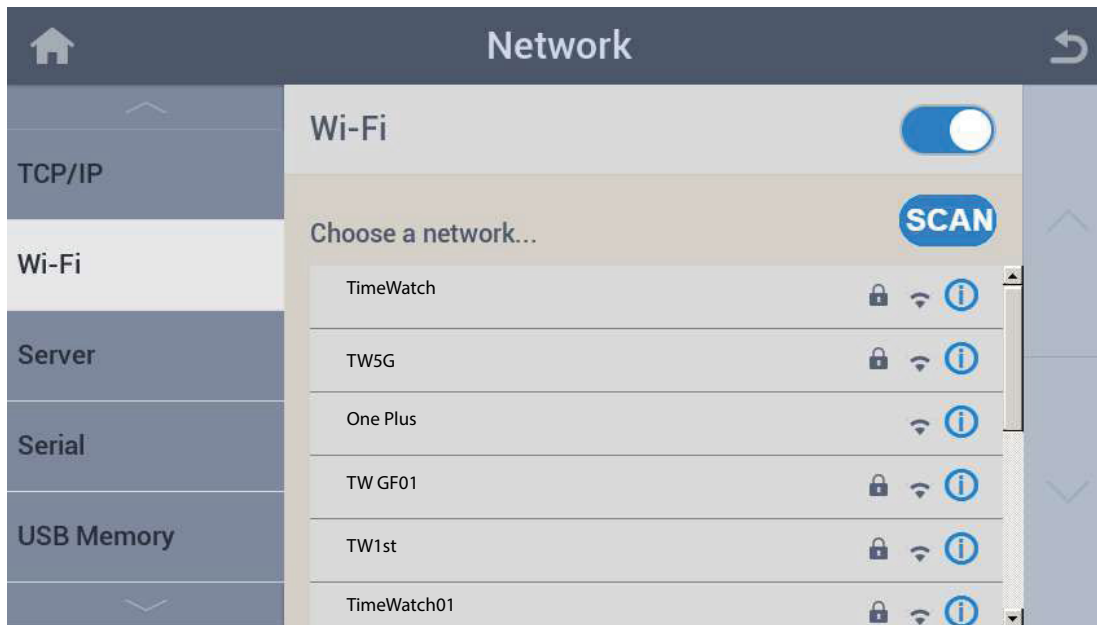 Network
TCP/IP
Wi-Fi
Server
Serial
USB Memory
Wi-Fi
Choose a network...
SCAN
TimeWatch
TW5G
One Plus
TW GF01
TW1st
TimeWatch01